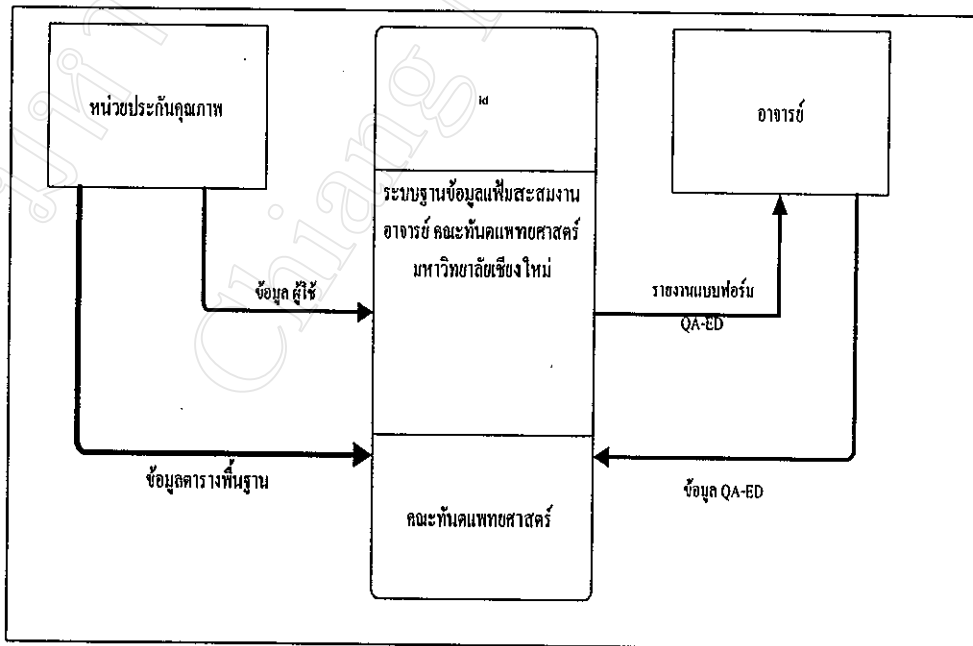 หน่วยประกันคุณภาพ
id
อาจารย์
ระบบฐานข้อมูลแฟ้มสะสมงาน
อาจารย์ คณะทันตแพทยศาสตร์
มหาวิทยาลัยเชียงใหม่
ข้อมูล ผู้ใช้
รายงานแบบฟอร์ม
QA-ED
ข้อมูลตารางพื้นฐาน
ข้อมูล QA-ED
คณะทันตแพทยศาสตร์
Chiang